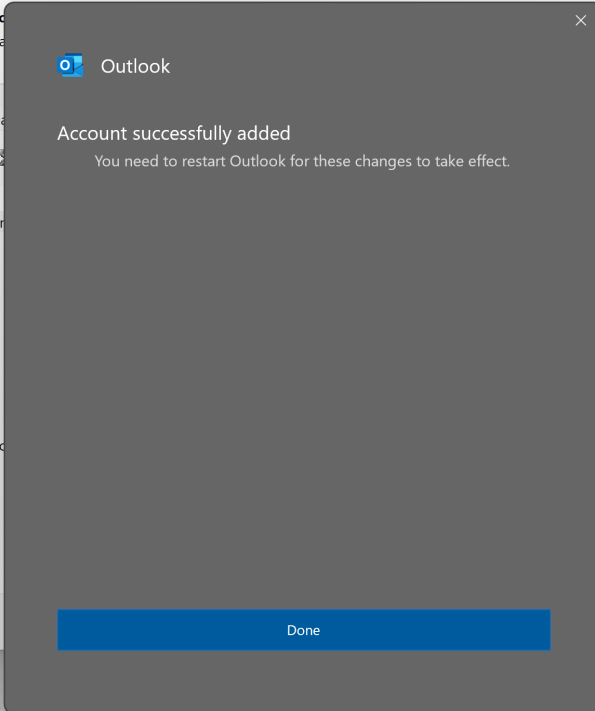 Outlook
Account successfully added
You need to restart Outlook for these changes to take effect.
Done